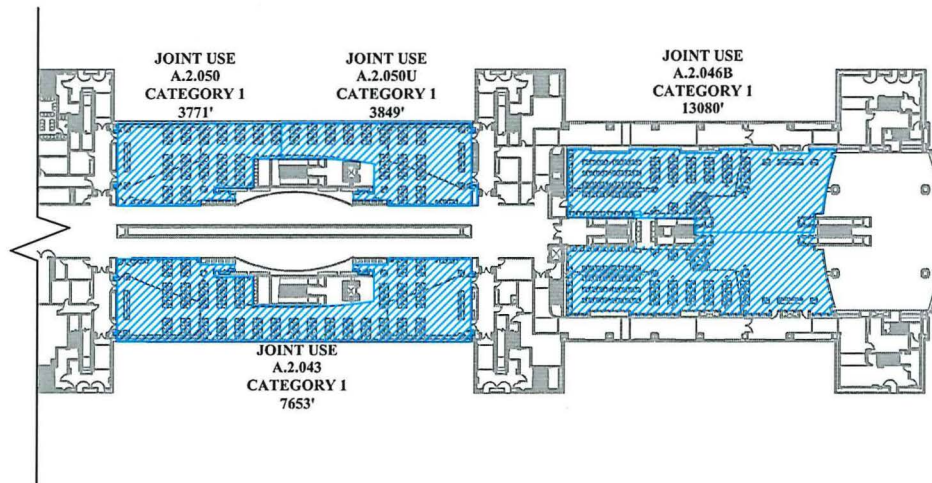 JOINT USE
A.2.050
CATEGORY 1
3771'
JOINT USE
A.2.050U
CATEGORY 1
3849'
JOINT USE
A.2.046B
CATEGORY 1
13080'
JOINT USE
A.2.043
CATEGORY 1
7653'